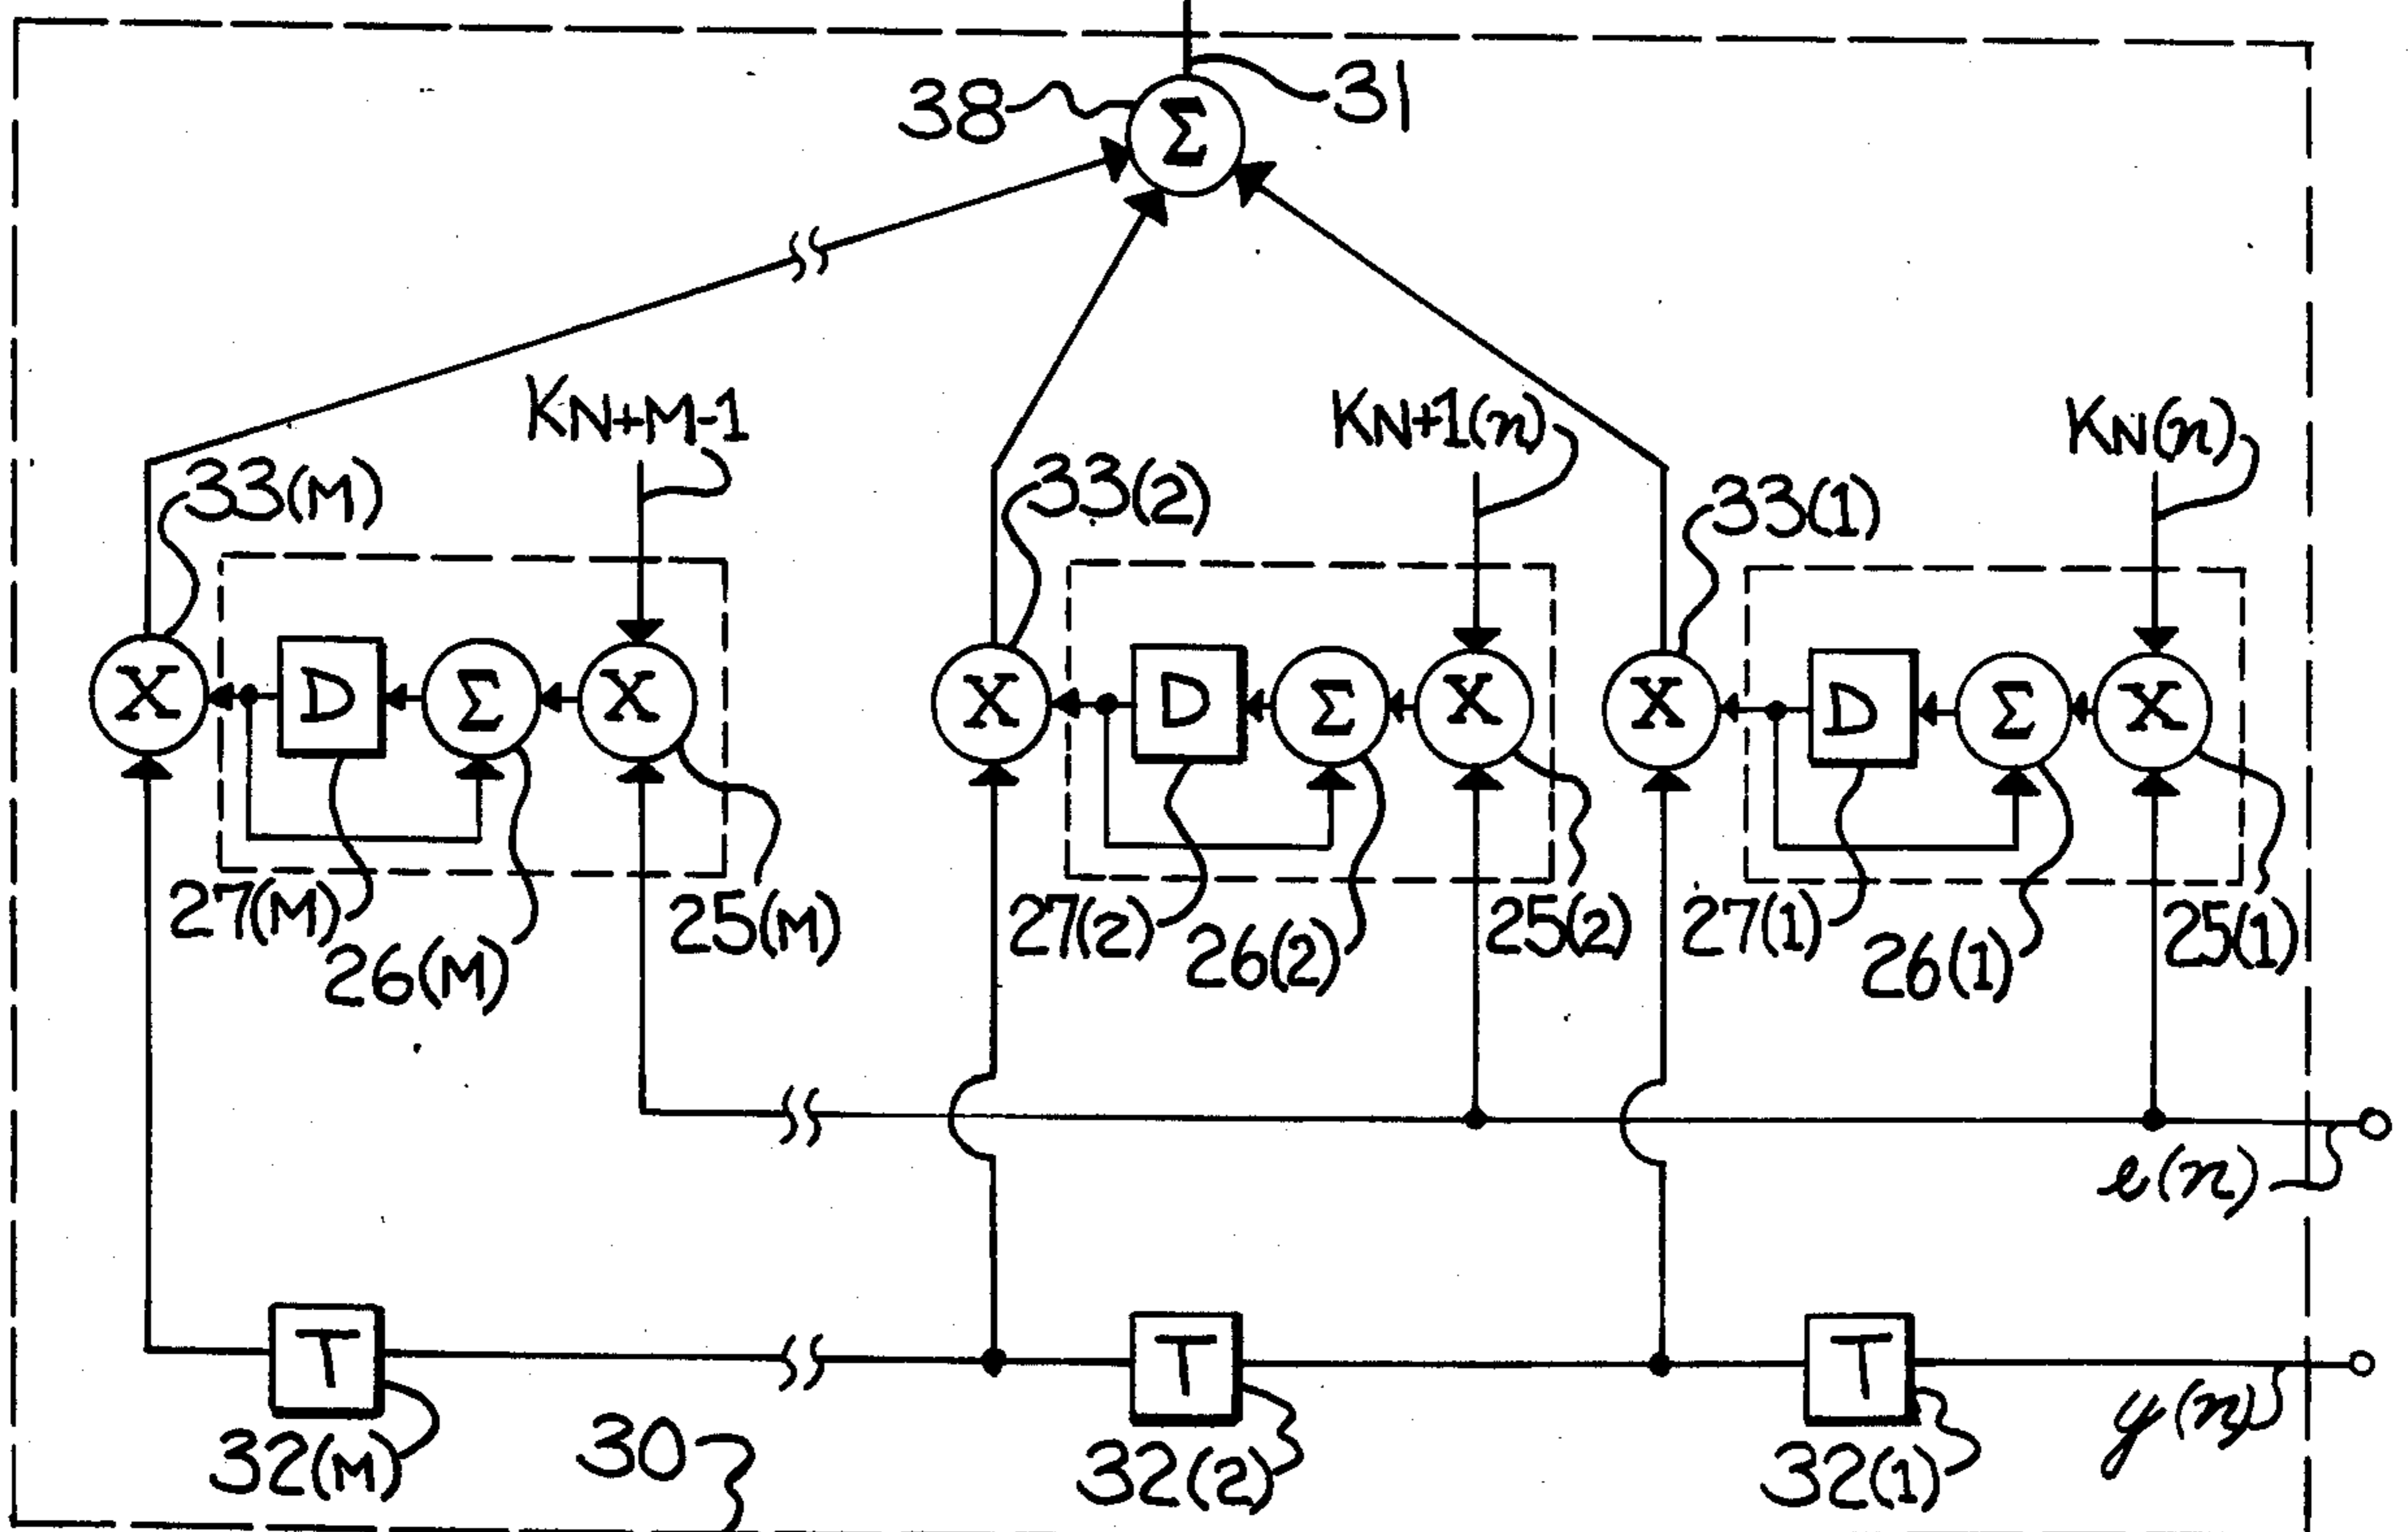 38
31
Σ
KN+M-1
KN+1(n)
KN(n)
33(M)
33(2)
33(1)
X
D
Σ
X
X
D
Σ
X
X
D
Σ
X
27(M)
26(M)
25(M)
27(2)
26(2)
25(2)
27(1)
26(1)
25(1)
e(n)
T
T
T
y(n)
32(M)
30
32(2)
32(1)